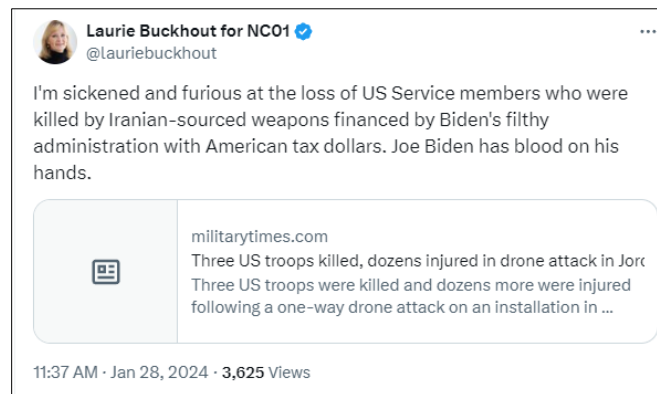 Laurie Buckhout for NC01
@lauriebuckhout
I'm sickened and furious at the loss of US Service members who were
killed by Iranian-sourced weapons financed by Biden's filthy
administration with American tax dollars. Joe Biden has blood on his
hands.
militarytimes.com
Three US troops killed, dozens injured in drone attack in Jorc
Three US troops were killed and dozens more were injured
following a one-way drone attack on an installation in ...
11:37 AM · Jan 28, 2024 · 3,625 Views